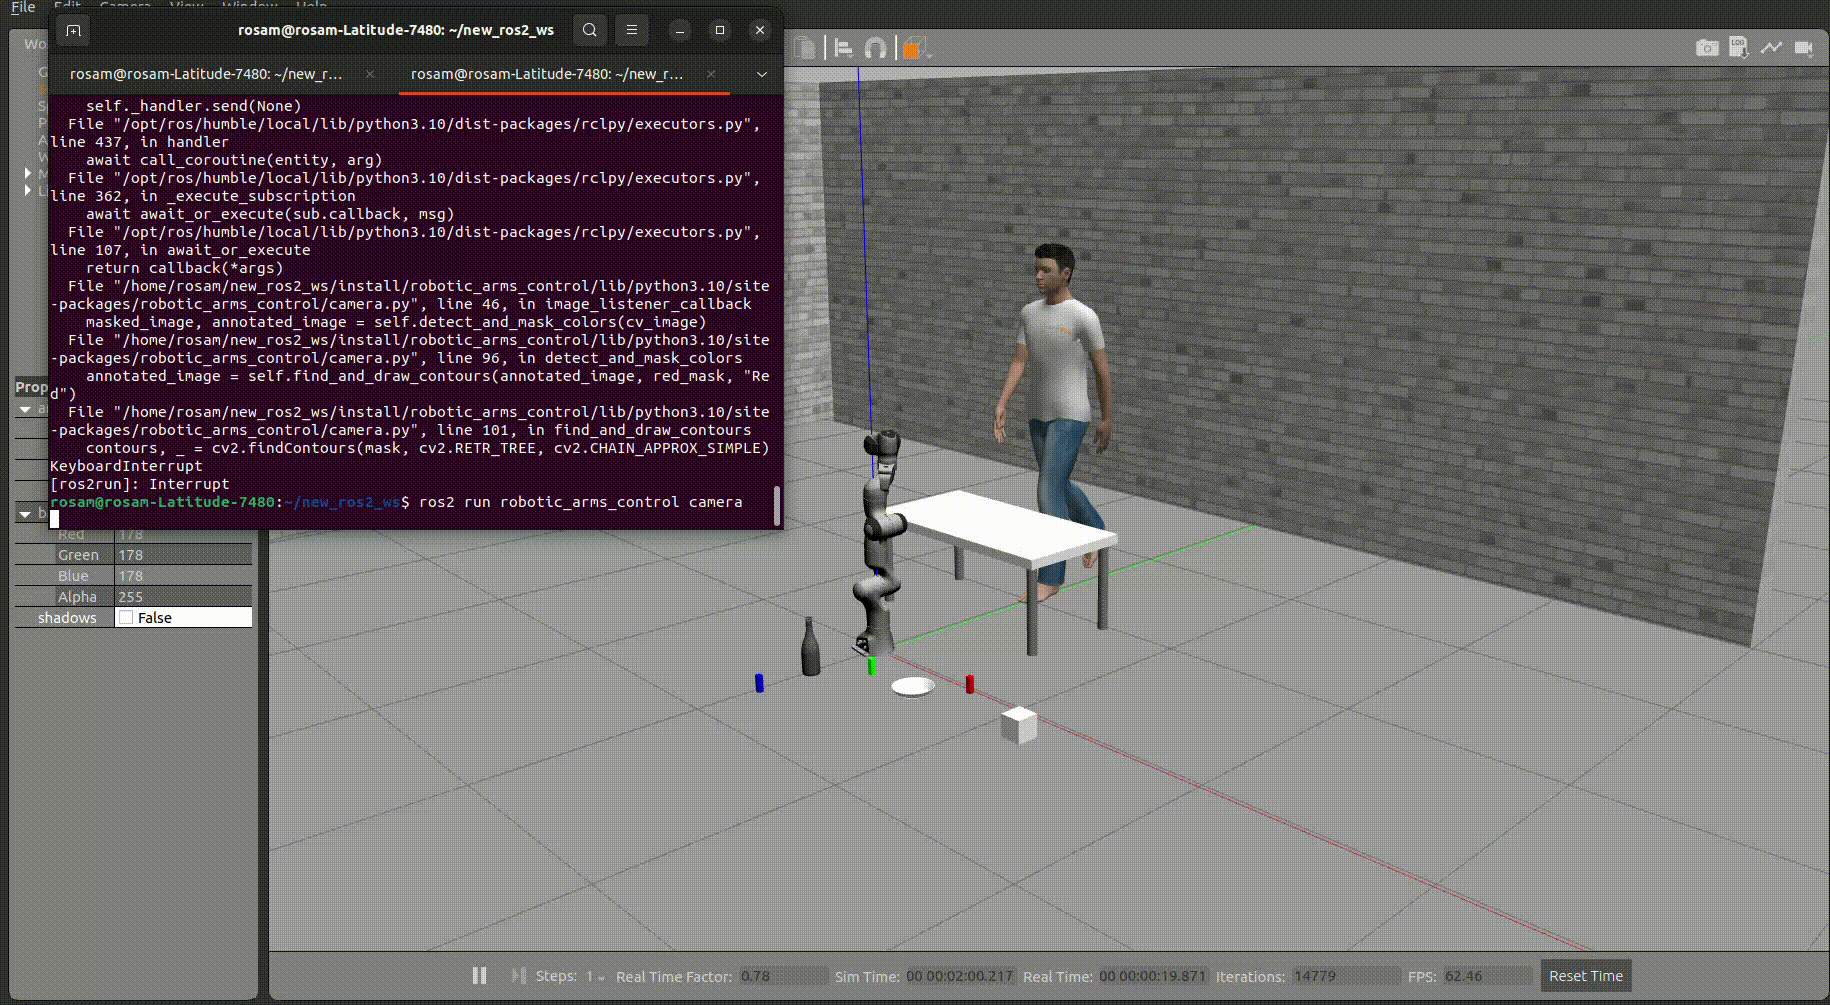 File Edit Camera View Window Help
rosam@rosam-Latitude-7480: ~/new_ros2_ws
rosam@rosam-Latitude-7480: ~/new_r...
rosam@rosam-Latitude-7480: ~/new_r...
self._handler.send(None)
File "/opt/ros/humble/local/lib/python3.10/dist-packages/rclpy/executors.py",
line 437, in handler
await call_coroutine(entity, arg)
File "/opt/ros/humble/local/lib/python3.10/dist-packages/rclpy/executors.py",
line 362, in _execute_subscription
await await_or_execute(sub.callback, msg)
File "/opt/ros/humble/local/lib/python3.10/dist-packages/rclpy/executors.py",
line 107, in await_or_execute
return callback(*args)
File "/home/rosam/new_ros2_ws/install/robotic_arms_control/lib/python3.10/site
-packages/robotic_arms_control/camera.py", line 46, in image_listener_callback
masked_image, annotated_image = self.detect_and_mask_colors(cv_image)
File "/home/rosam/new_ros2_ws/install/robotic_arms_control/lib/python3.10/site
-packages/robotic_arms_control/camera.py", line 96, in detect_and_mask_colors
annotated_image = self.find_and_draw_contours(annotated_image, red_mask, "Re
d")
File "/home/rosam/new_ros2_ws/install/robotic_arms_control/lib/python3.10/site
-packages/robotic_arms_control/camera.py", line 101, in find_and_draw_contours
contours, _ = cv2.findContours(mask, cv2.RETR_TREE, cv2.CHAIN_APPROX_SIMPLE)
KeyboardInterrupt
[ros2run]: Interrupt
rosam@rosam-Latitude-7480:~/new_ros2_ws$ ros2 run robotic_arms_control camera
Prop
Red 178
Green 178
Blue 178
Alpha 255
shadows False
LOG
Steps: 1 Real Time Factor: 0.78 Sim Time: 00 00:02:00.217 Real Time: 00 00:00:19.871 Iterations: 14779 FPS: 62.46 Reset Time